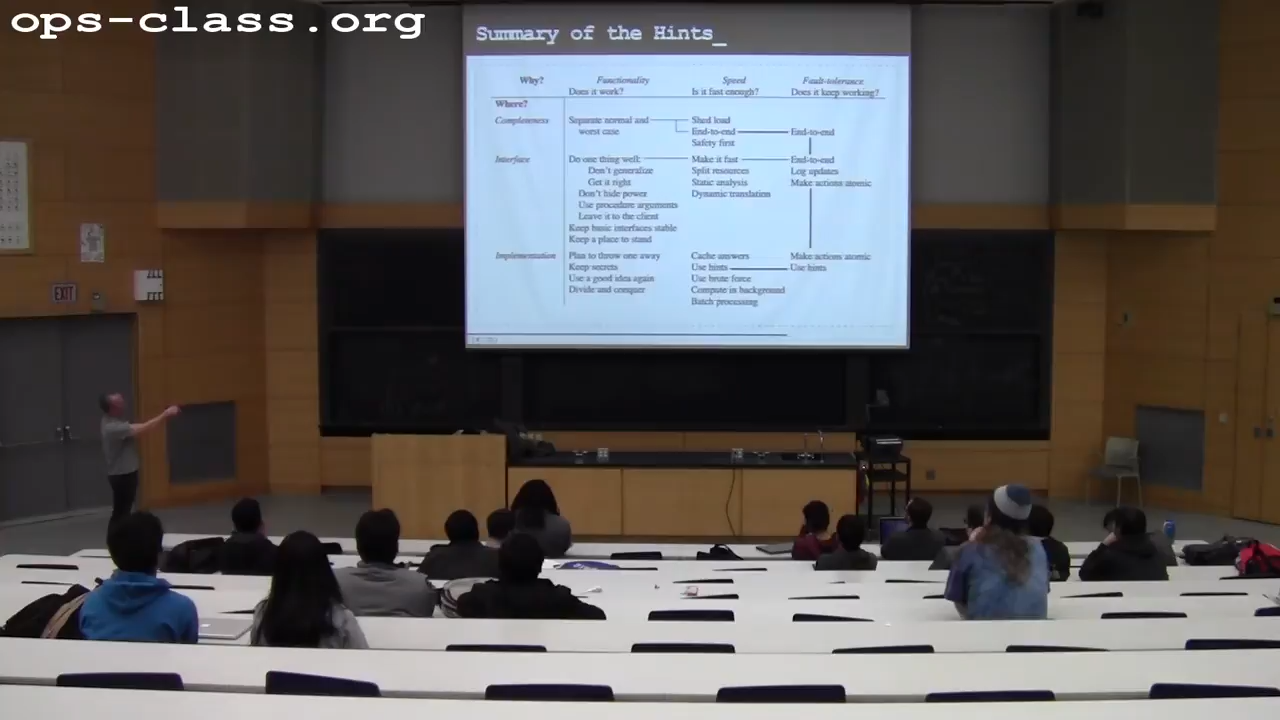 ops-class.org
Summary of the Hints_
Why? Functionality Speed Fault-tolerance
Does it work? Is it fast enough? Does it keep working?
Where?
Completeness Separate normal and Shed load
worst case End-to-end End-to-end
Safety first
Interface Do one thing well: Make it fast End-to-end
Don't generalize Split resources Log updates
Get it right Static analysis Make actions atomic
Don't hide power Dynamic translation
Use procedure arguments
Leave it to the client
Keep basic interfaces stable
Keep a place to stand
Implementation Plan to throw one away Cache answers Make actions atomic
Keep secrets Use hints Use hints
Use a good idea again Use brute force
Divide and conquer Compute in background
Batch processing
EXIT